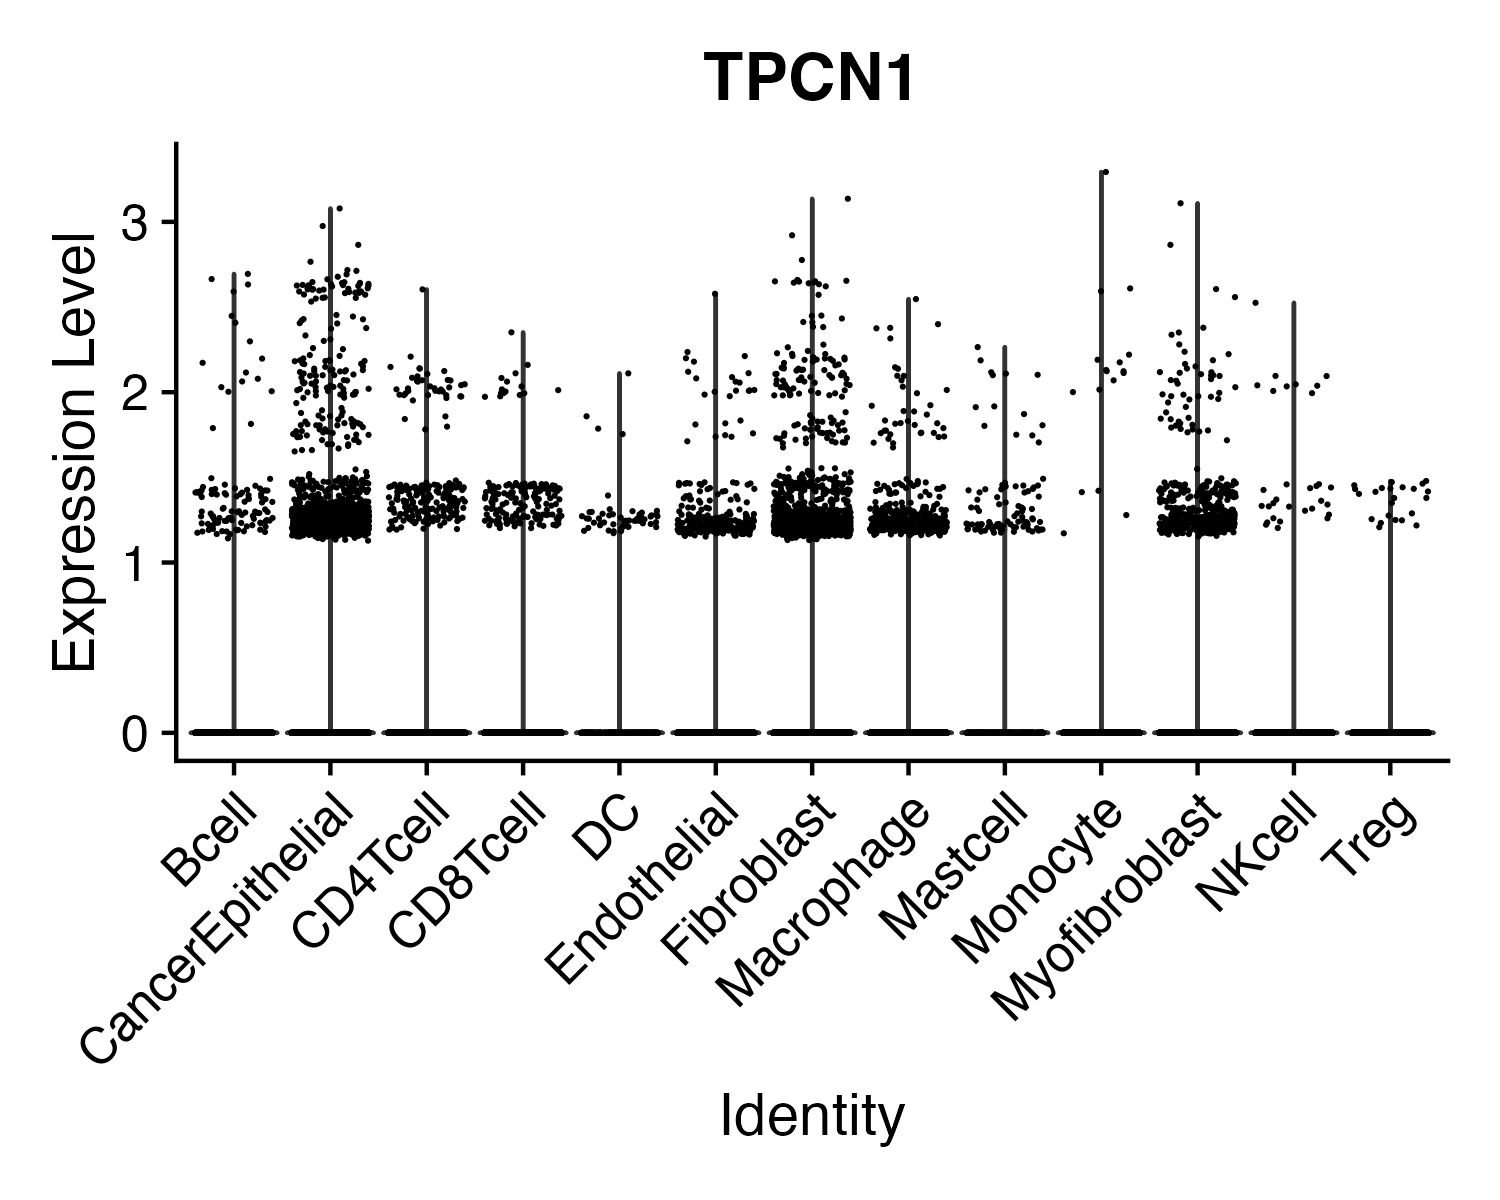 TPCN1
Expression Level
3
2
1
0
Bcell
CancerEpithelial
CD4Tcell
CD8Tcell
DC
Endothelial
Fibroblast
Macrophage
Mastcell
Monocyte
Myofibroblast
NKcell
Treg
Identity